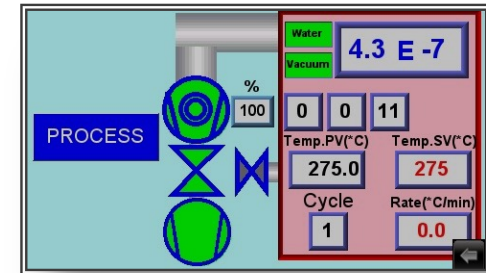 Water
Vacuum
4.3 E -7
%
100
0 0 11
PROCESS
Temp.PV(°C) Temp.SV(°C)
275.0 275
Cycle Rate(°C/min)
1 0.0